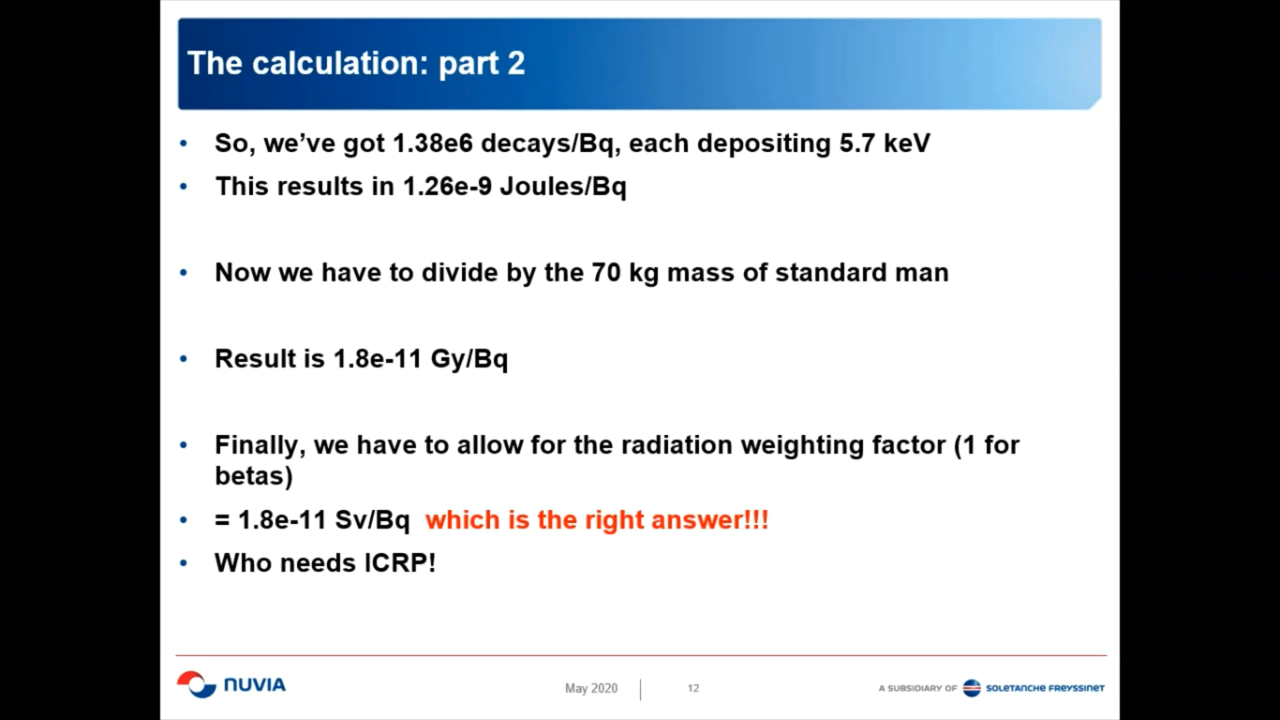 The calculation: part 2
• So, we've got 1.38e6 decays/Bq, each depositing 5.7 keV
• This results in 1.26e-9 Joules/Bq
• Now we have to divide by the 70 kg mass of standard man
• Result is 1.8e-11 Gy/Bq
• Finally, we have to allow for the radiation weighting factor (1 for
betas)
• = 1.8e-11 Sv/Bq which is the right answer!!!
• Who needs ICRP!
NUVIA
May 2020
12
A SUBSIDIARY OF SOLETANCHE FREYSSINET